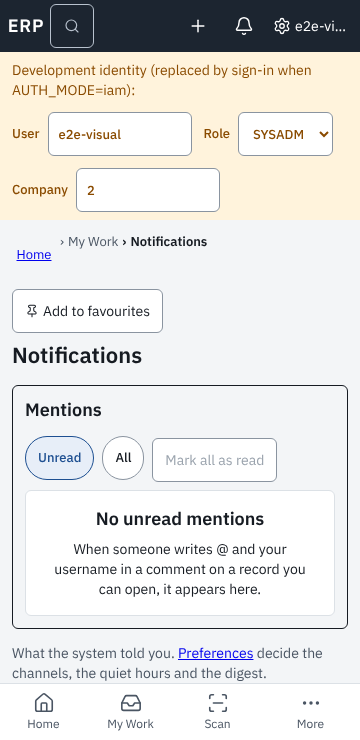 ERP
e2e-vi...
Development identity (replaced by sign-in when
AUTH_MODE=iam):
User e2e-visual Role SYSADM
Company 2
Home › My Work › Notifications
Add to favourites
Notifications
Mentions
Unread All Mark all as read
No unread mentions
When someone writes @ and your
username in a comment on a record you
can open, it appears here.
What the system told you. Preferences decide the
channels, the quiet hours and the digest.
Home My Work Scan More